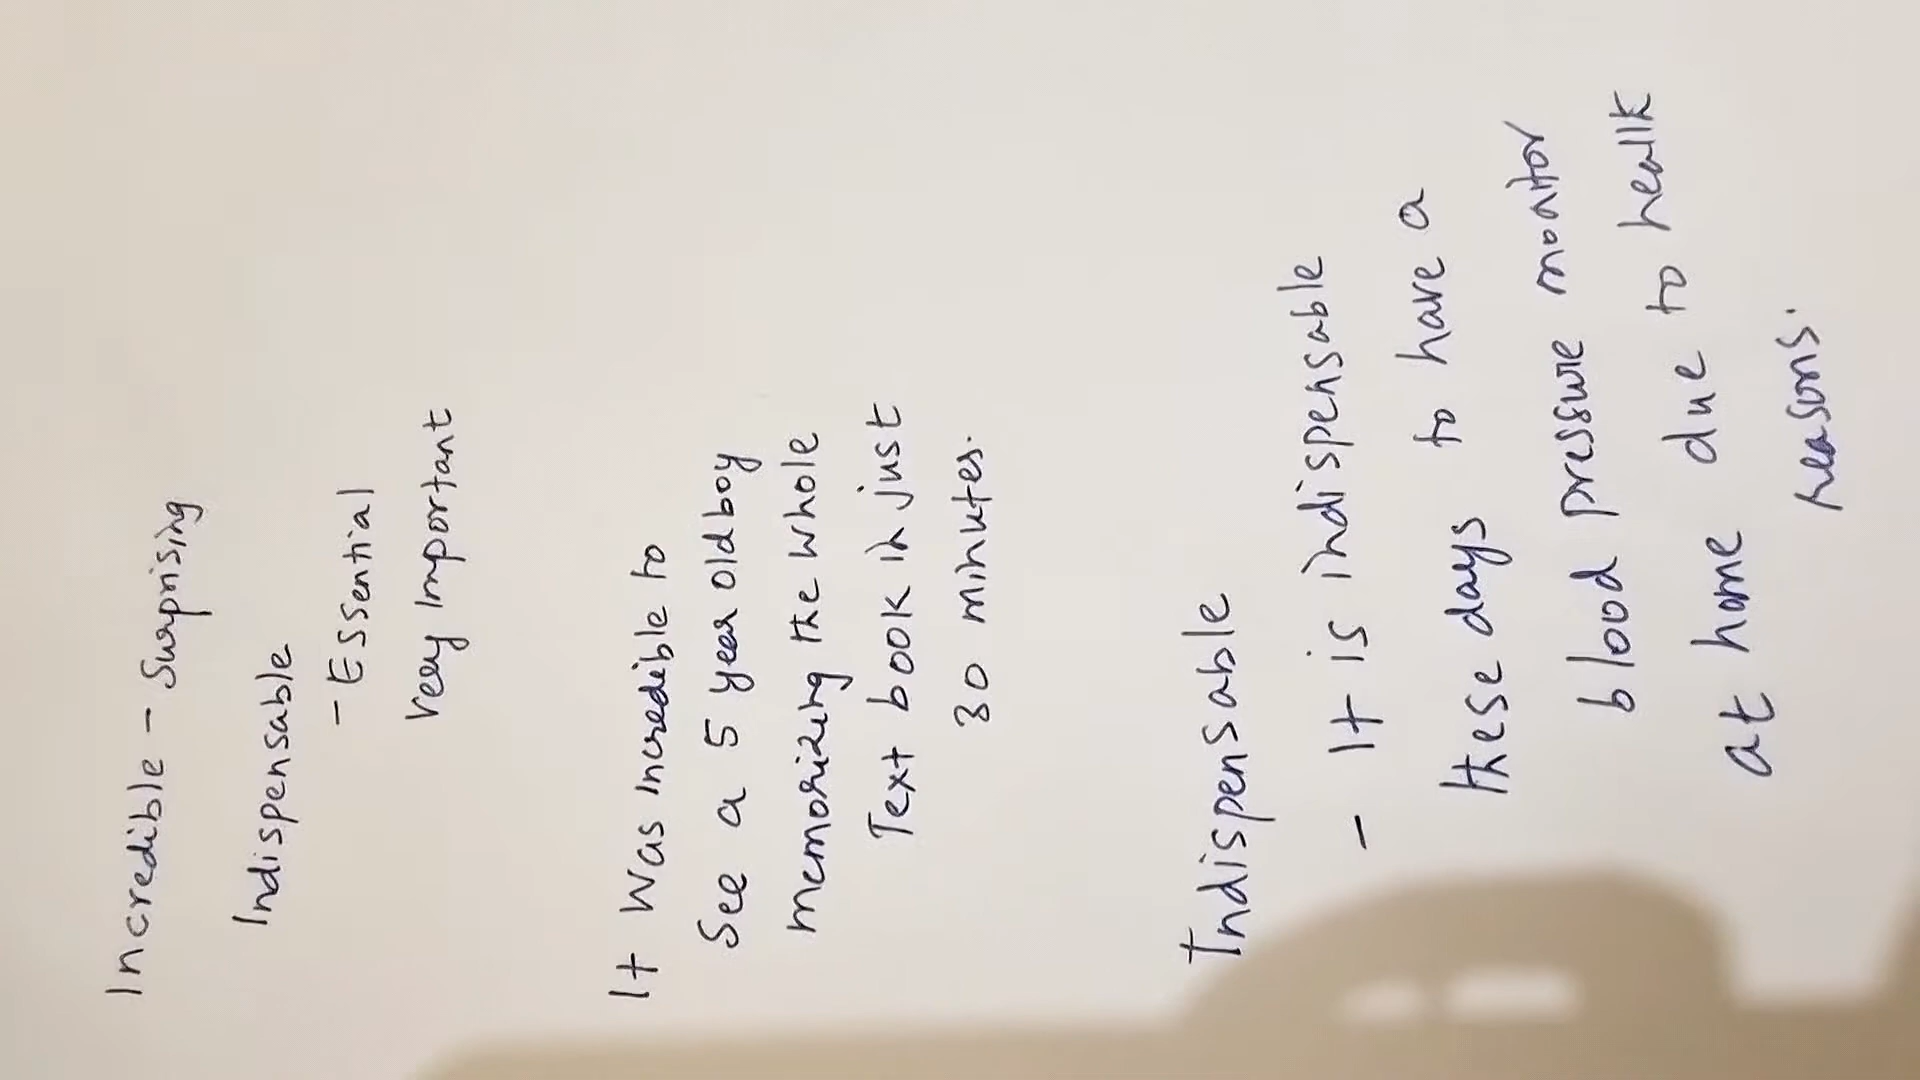 Incredible - Surprising
Indispensable
- Essential
Very Important
It was incredible to
See a 5 year old boy
memorizing the whole
Text book in just
30 minutes.
Indispensable
- It is indispensable
these days to have a
blood pressure monitor
at home due to health
reasons.